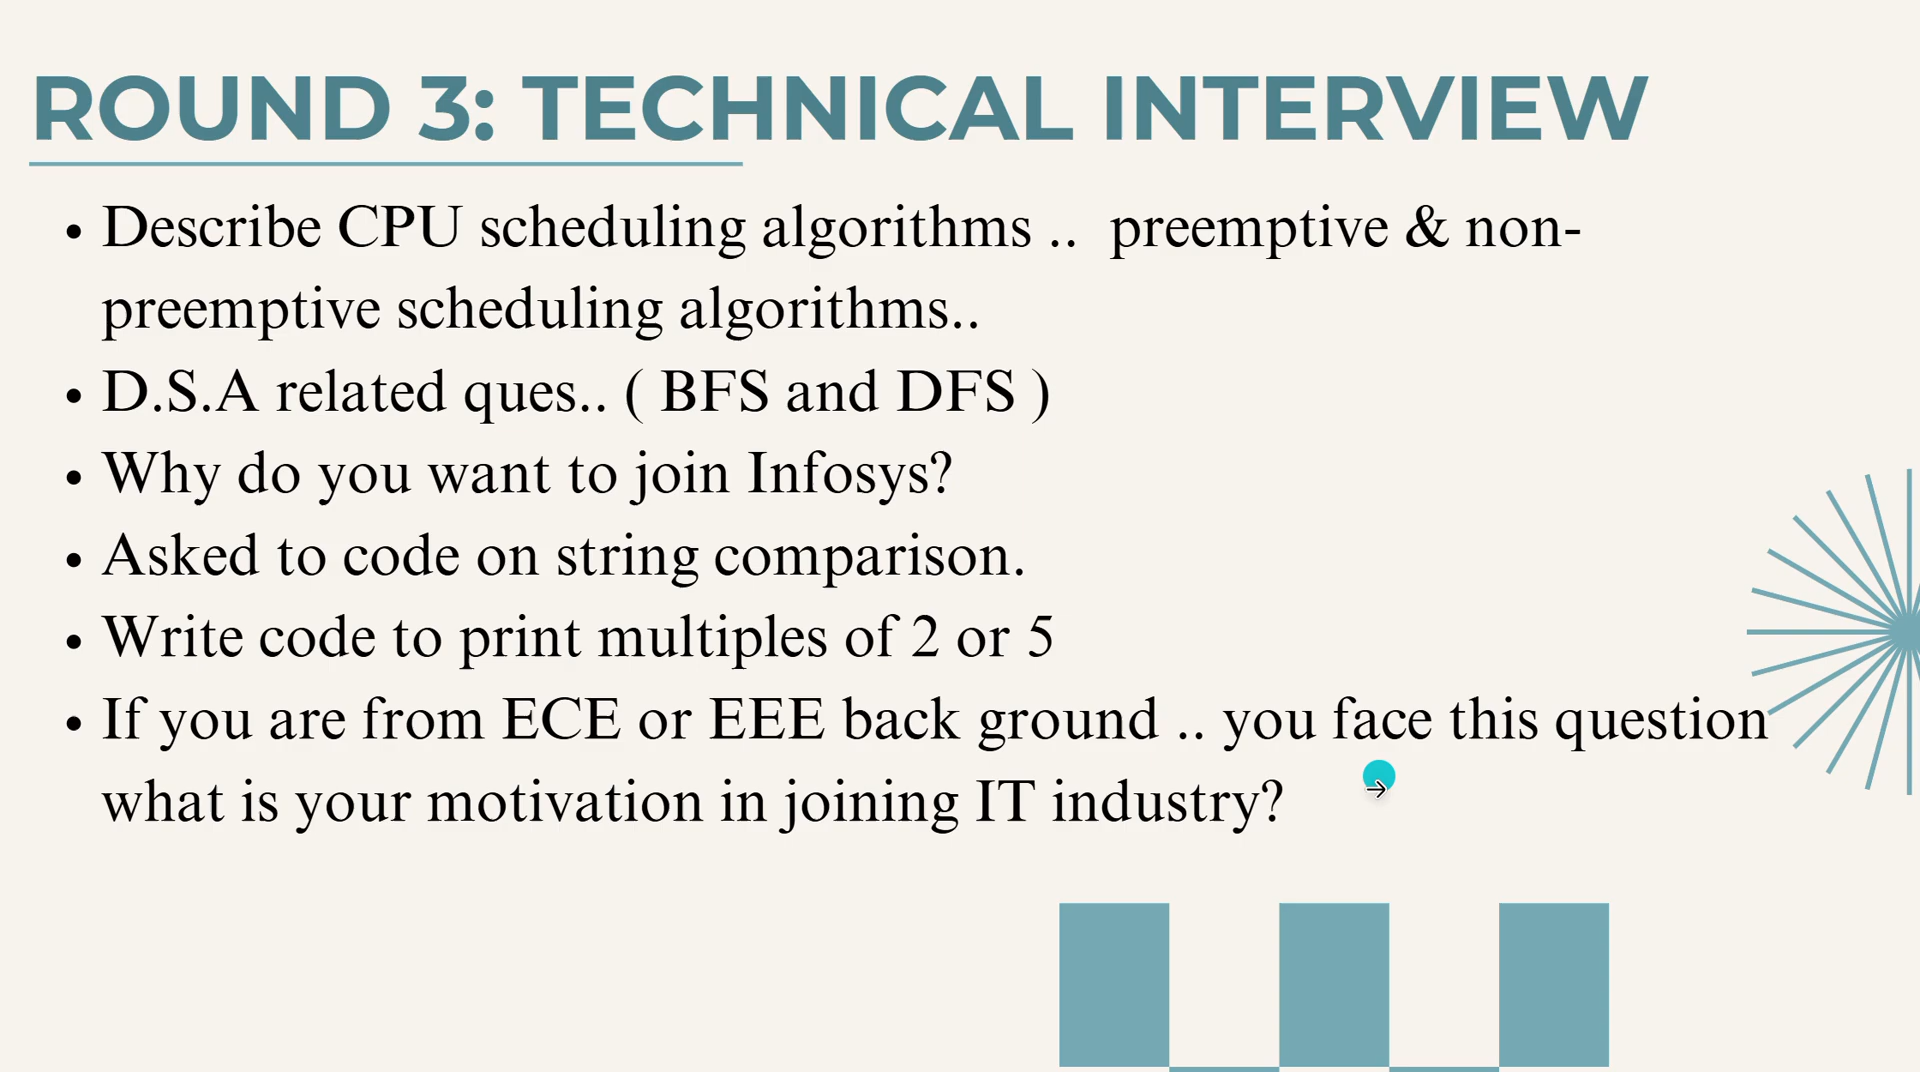 ROUND 3: TECHNICAL INTERVIEW
• Describe CPU scheduling algorithms ..  preemptive & non-
preemptive scheduling algorithms..
• D.S.A related ques.. ( BFS and DFS )
• Why do you want to join Infosys?
• Asked to code on string comparison.
• Write code to print multiples of 2 or 5
• If you are from ECE or EEE back ground .. you face this question
what is your motivation in joining IT industry?